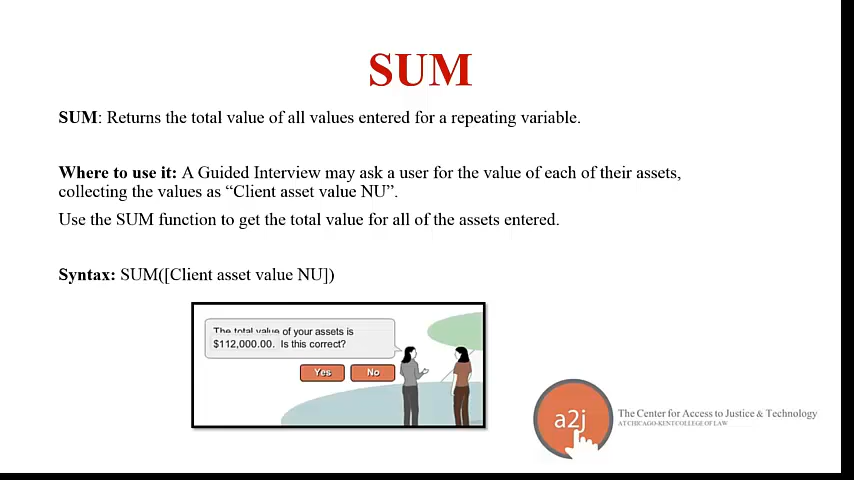 SUM
SUM: Returns the total value of all values entered for a repeating variable.
Where to use it: A Guided Interview may ask a user for the value of each of their assets,
collecting the values as “Client asset value NU”.
Use the SUM function to get the total value for all of the assets entered.
Syntax: SUM([Client asset value NU])
The total value of your assets is
$112,000.00. Is this correct?
Yes No
a2j
The Center for Access to Justice & Technology
AT CHICAGO-KENT COLLEGE OF LAW